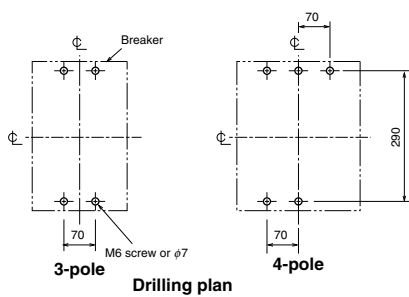 70
℄
Breaker
℄
℄
℄
290
70
M6 screw or φ7
70
3-pole
4-pole
Drilling plan